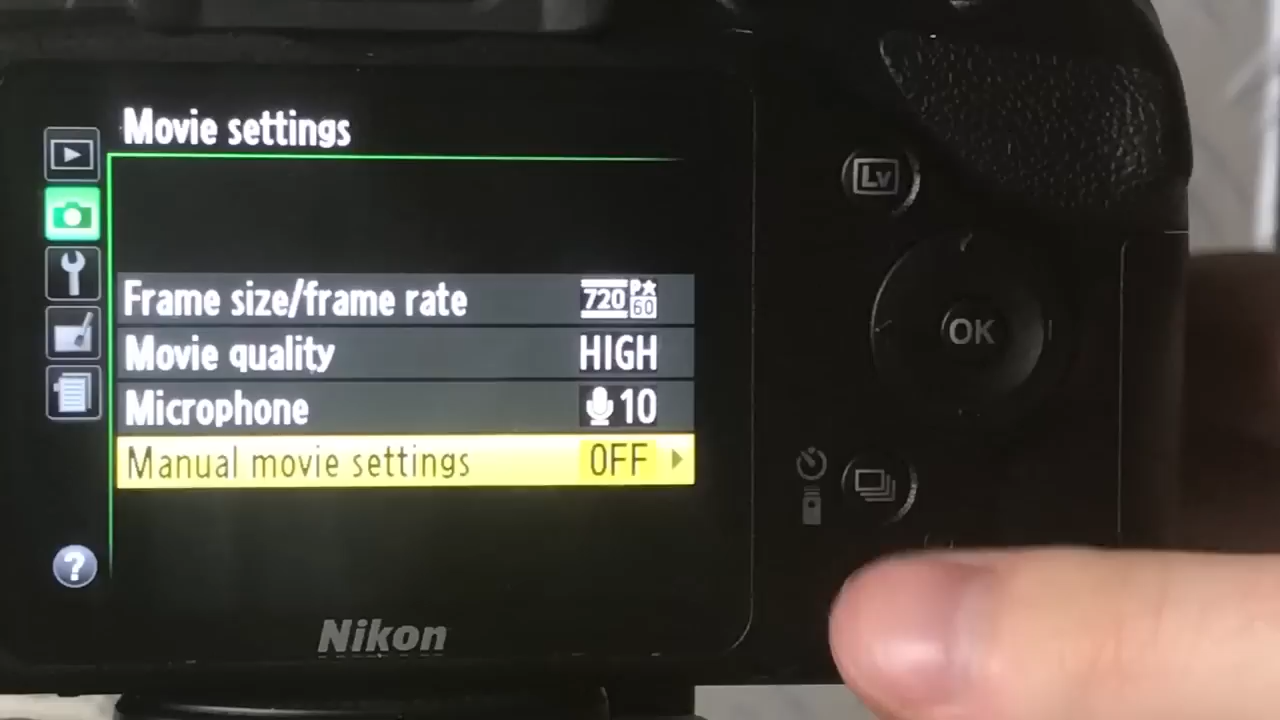 Movie settings
Lv
Frame size/frame rate 720 P★ 60
Movie quality HIGH
OK
Microphone 10
Manual movie settings OFF
?
Nikon